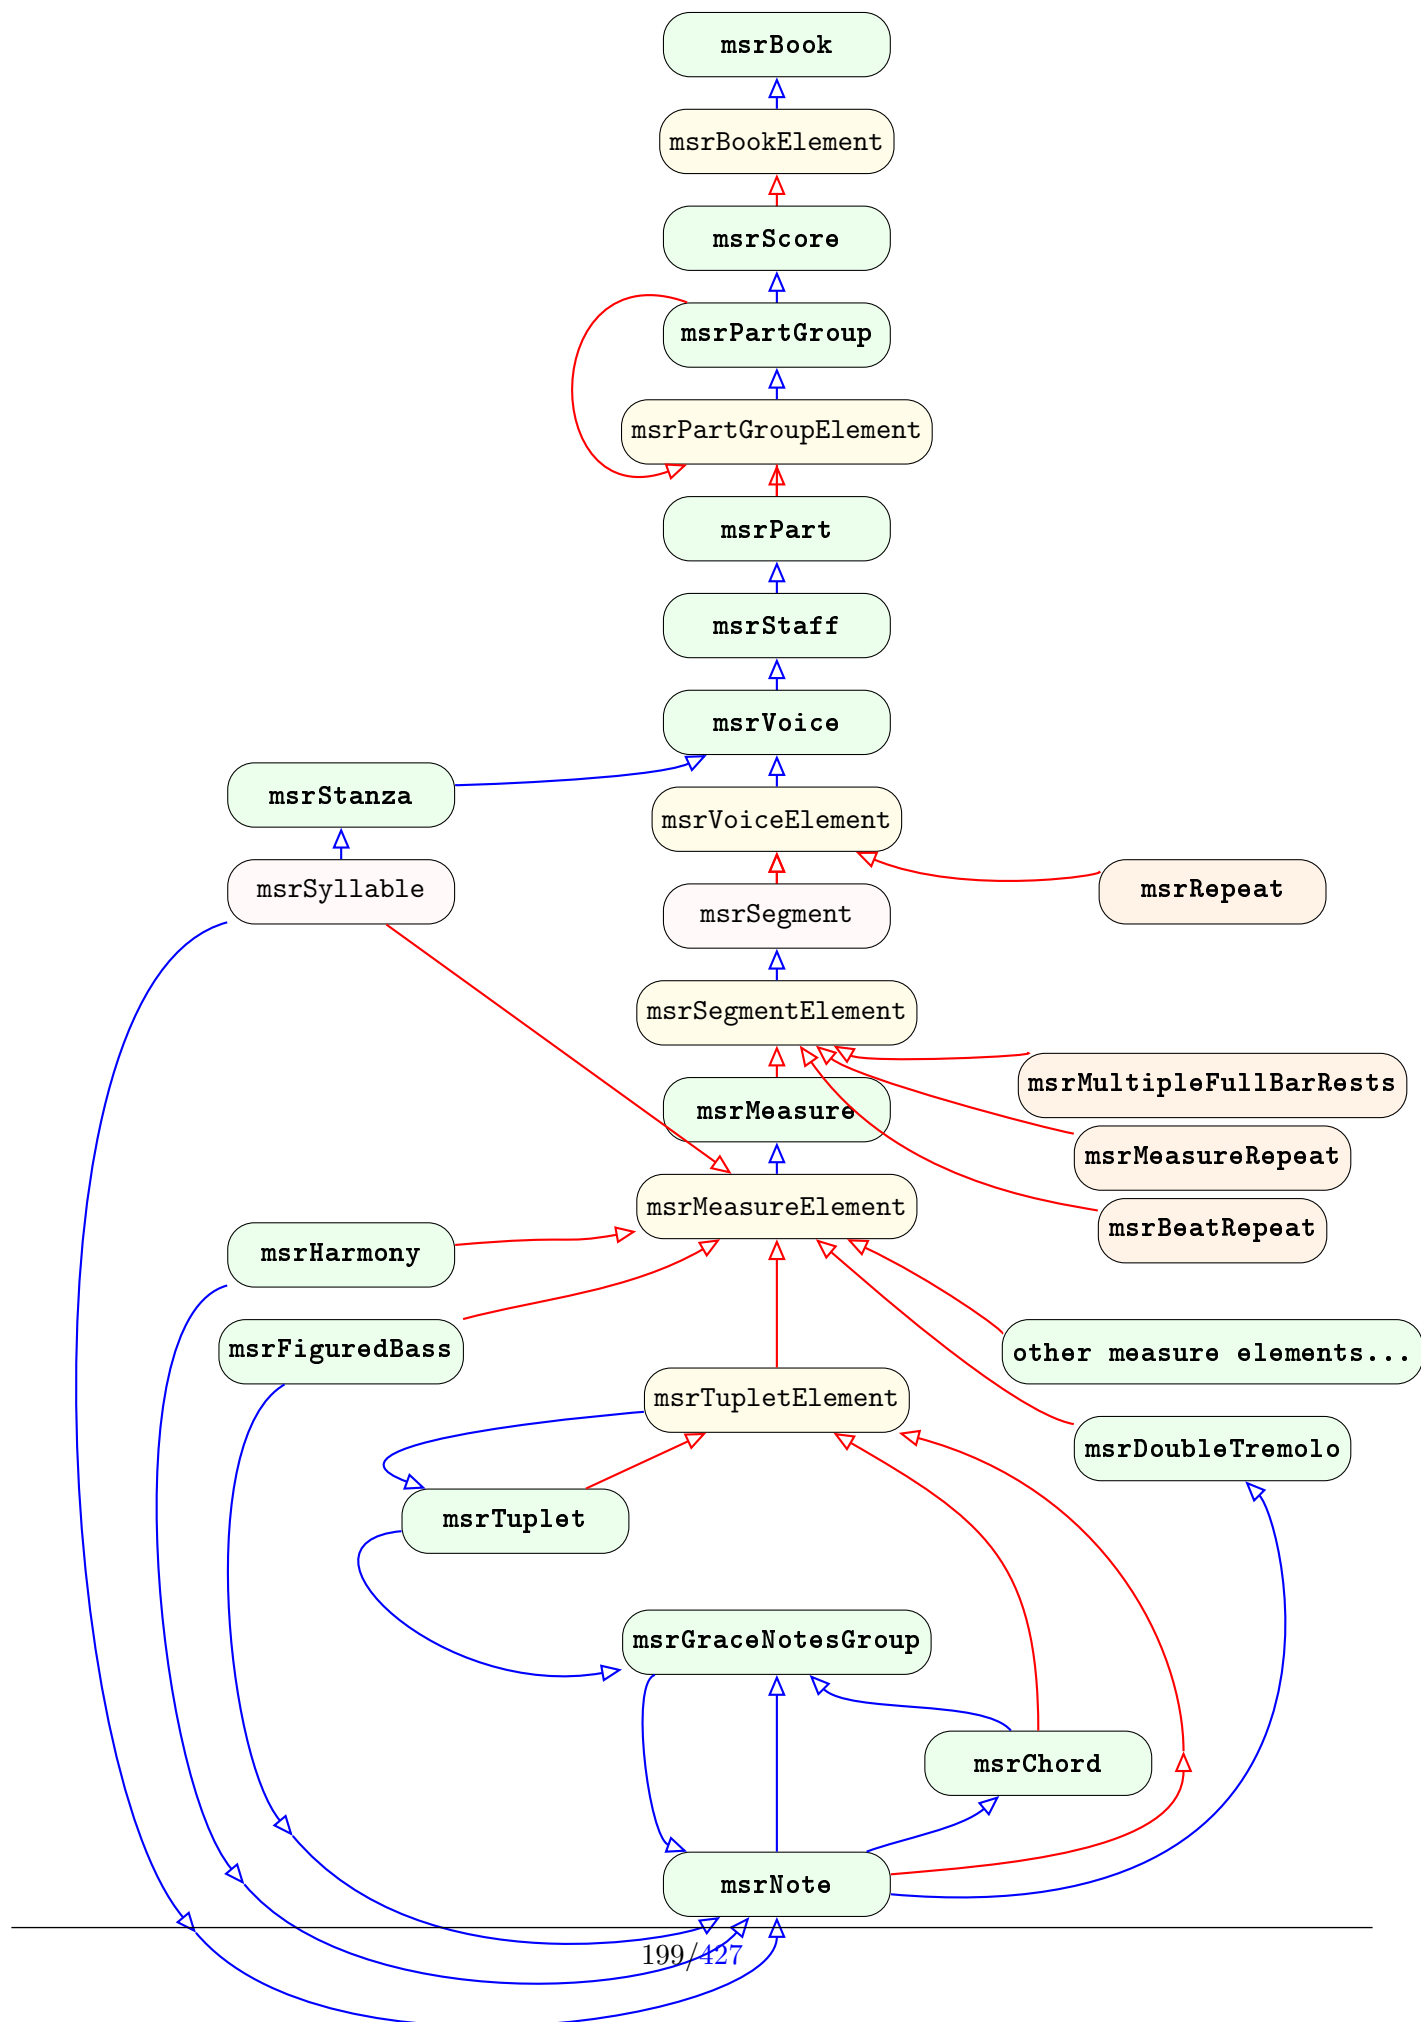 msrBook
msrBookElement
msrScore
msrPartGroup
msrPartGroupElement
msrPart
msrStaff
msrVoice
msrStanza
msrVoiceElement
msrSyllable
msrRepeat
msrSegment
msrSegmentElement
msrMultipleFullBarRests
msrMeasure
msrMeasureRepeat
msrMeasureElement
msrBeatRepeat
msrHarmony
msrFiguredBass
other measure elements...
msrTupletElement
msrDoubleTremolo
msrTuplet
msrGraceNotesGroup
msrChord
msrNote
199/427